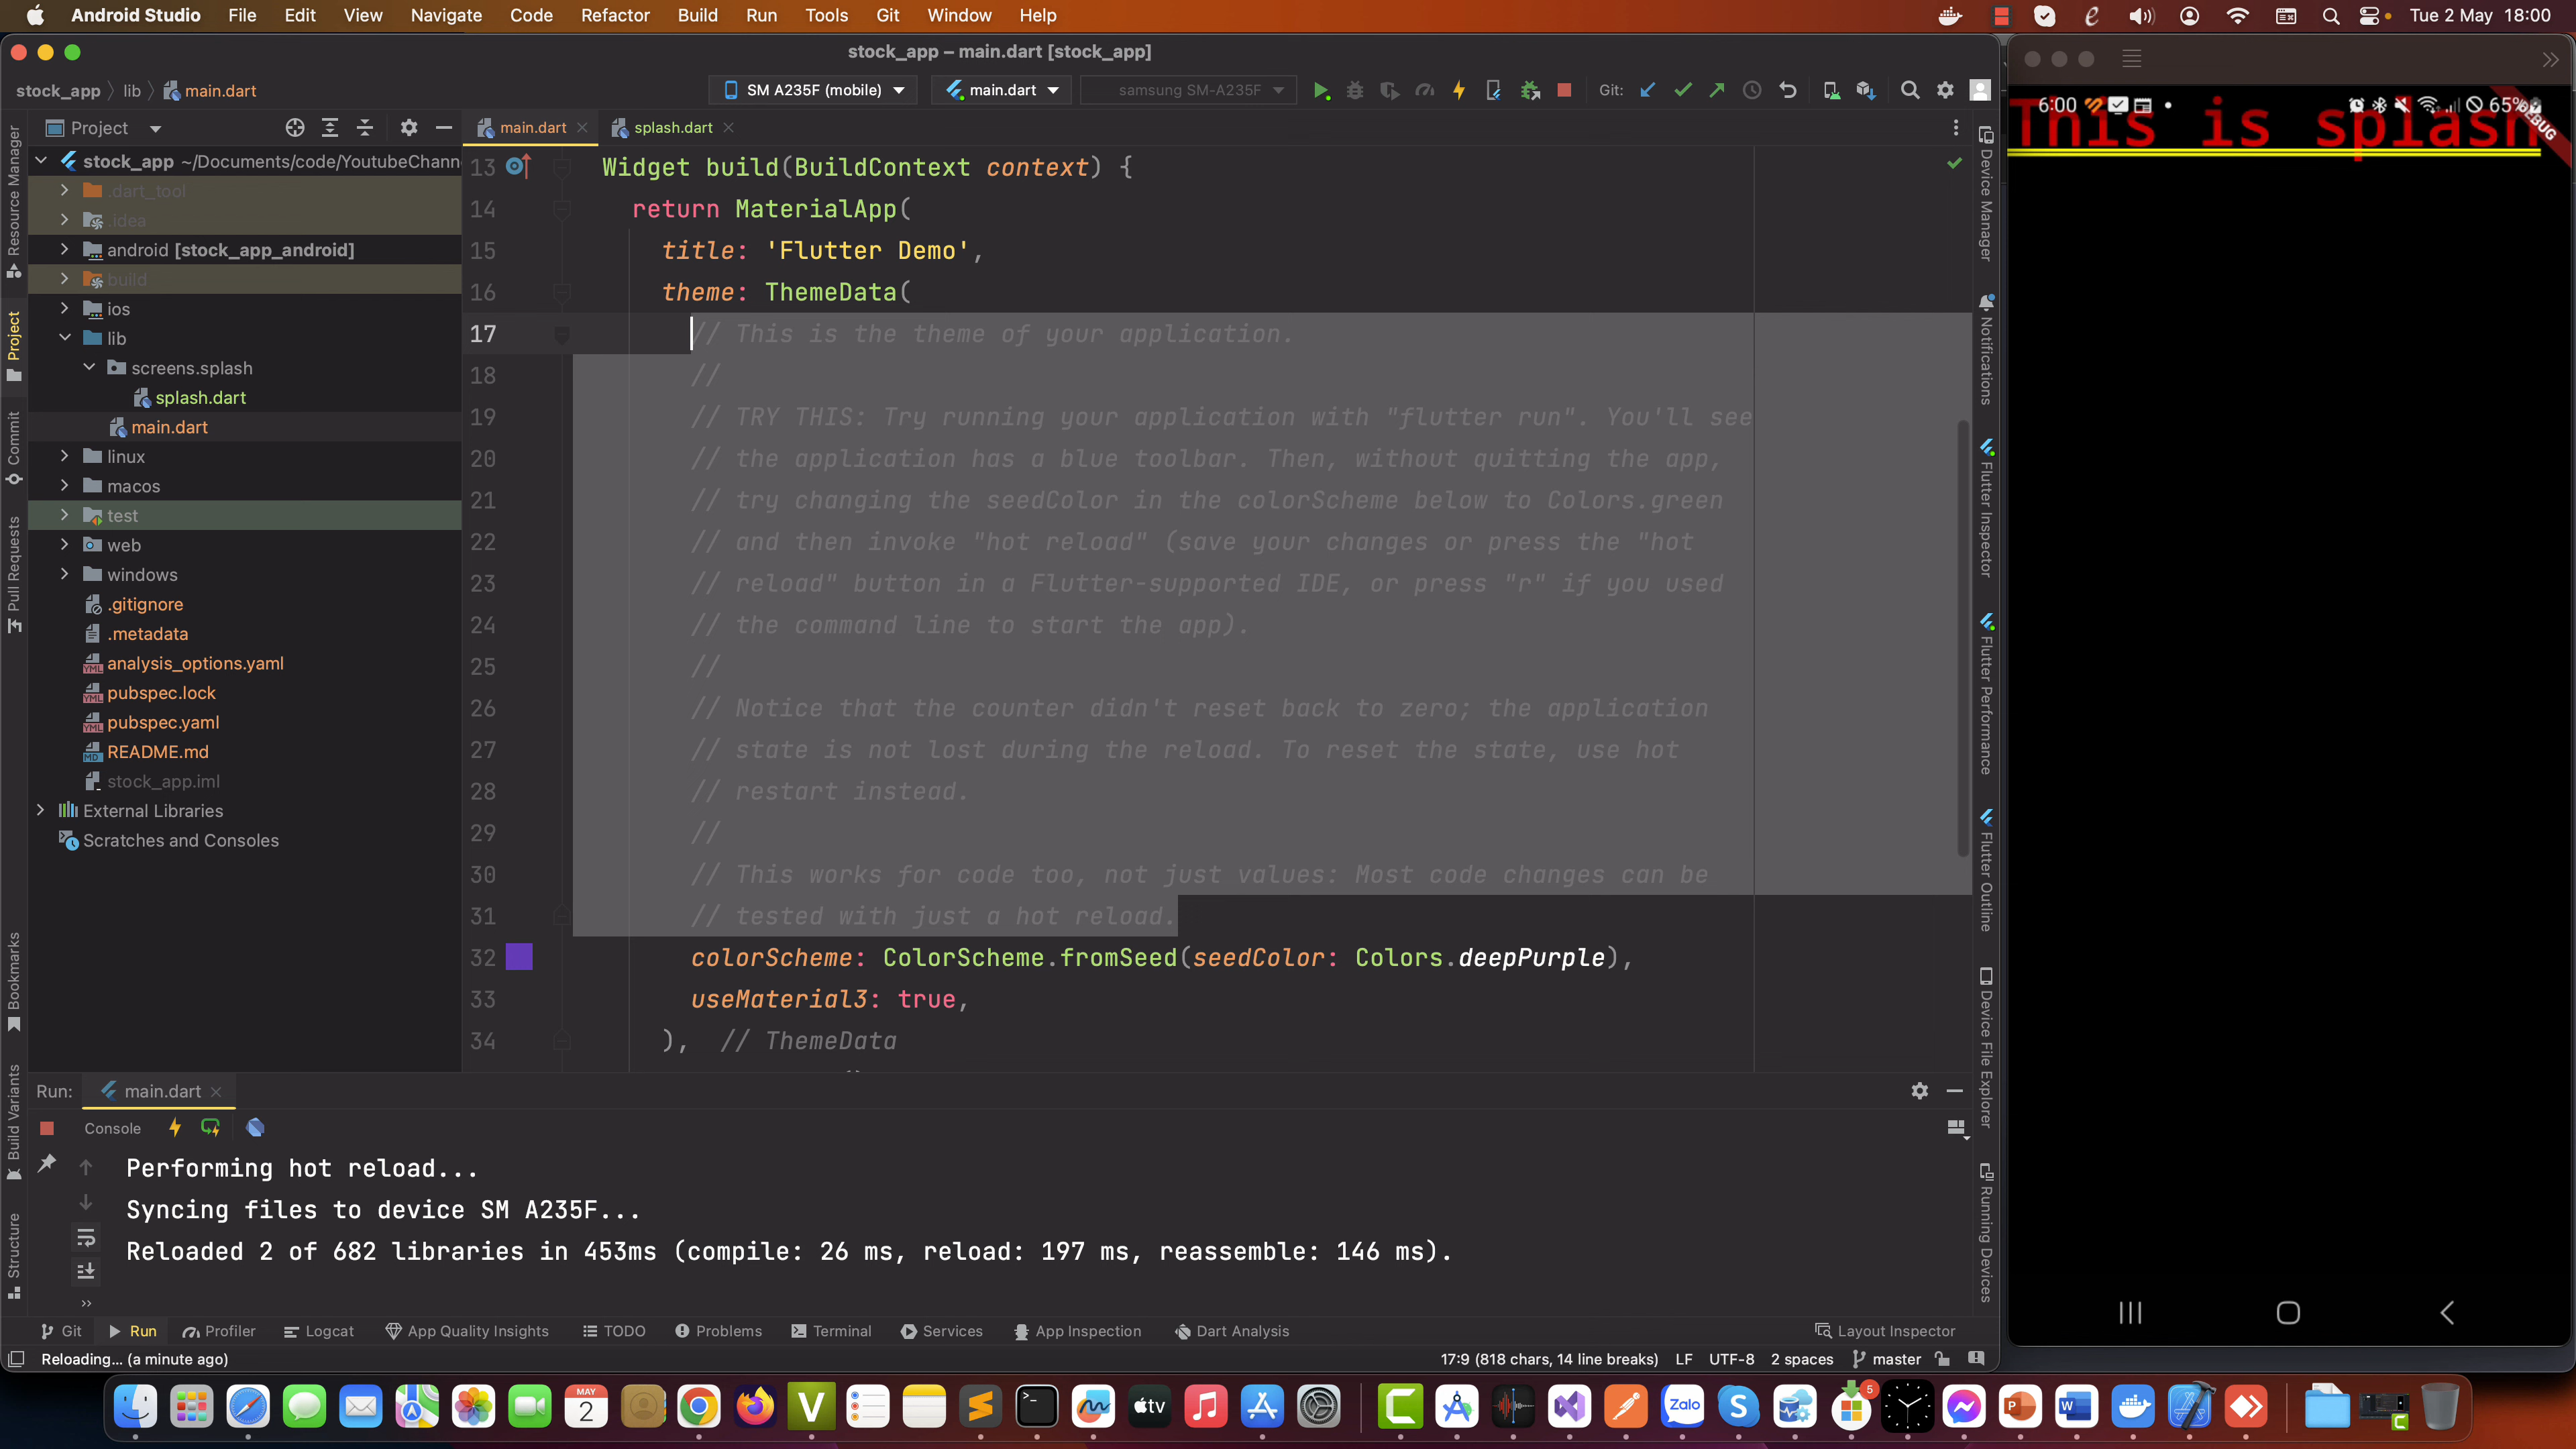 Android Studio File Edit View Navigate Code Refactor Build Run Tools Git Window Help Tue 2 May 18:00
stock_app – main.dart [stock_app]
stock_app lib main.dart SM A235F (mobile) main.dart samsung SM-A235F Git:
Project main.dart splash.dart
stock_app ~/Documents/code/YoutubeChann
.dart_tool
.idea
android [stock_app_android]
build
ios
lib
screens.splash
splash.dart
main.dart
linux
macos
test
web
windows
.gitignore
.metadata
analysis_options.yaml
pubspec.lock
pubspec.yaml
README.md
stock_app.iml
External Libraries
Scratches and Consoles
Resource Manager
Project
Commit
Pull Requests
Bookmarks
Build Variants
Structure
13 Widget build(BuildContext context) {
14 return MaterialApp(
15 title: 'Flutter Demo',
16 theme: ThemeData(
17 // This is the theme of your application.
18 //
19 // TRY THIS: Try running your application with "flutter run". You'll see
20 // the application has a blue toolbar. Then, without quitting the app,
21 // try changing the seedColor in the colorScheme below to Colors.green
22 // and then invoke "hot reload" (save your changes or press the "hot
23 // reload" button in a Flutter-supported IDE, or press "r" if you used
24 // the command line to start the app).
25 //
26 // Notice that the counter didn't reset back to zero; the application
27 // state is not lost during the reload. To reset the state, use hot
28 // restart instead.
29 //
30 // This works for code too, not just values: Most code changes can be
31 // tested with just a hot reload.
32 colorScheme: ColorScheme.fromSeed(seedColor: Colors.deepPurple),
33 useMaterial3: true,
34 ), // ThemeData
Device Manager
Notifications
Flutter Inspector
Flutter Performance
Flutter Outline
Device File Explorer
Running Devices
6:00 65%
This is splash
DEBUG
Run: main.dart
Console
Performing hot reload...
Syncing files to device SM A235F...
Reloaded 2 of 682 libraries in 453ms (compile: 26 ms, reload: 197 ms, reassemble: 146 ms).
Git Run Profiler Logcat App Quality Insights TODO Problems Terminal Services App Inspection Dart Analysis Layout Inspector
Reloading... (a minute ago) 17:9 (818 chars, 14 line breaks) LF UTF-8 2 spaces master
MAY
2
tv
Zalo
5